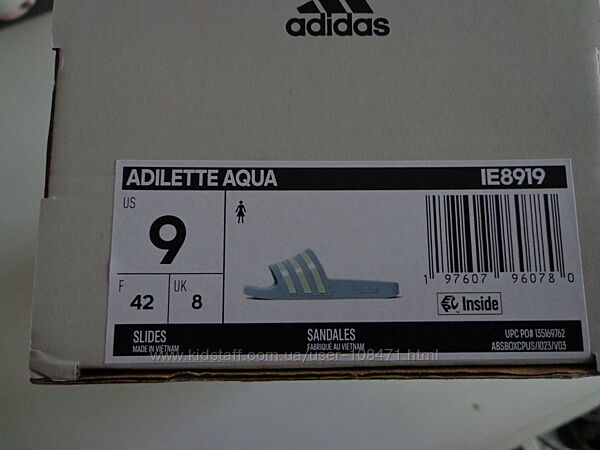 adidas
ADILETTE AQUA IE8919
US
9
F
42
UK
8
1 97607 96078 0
Inside
SLIDES
MADE IN VIETNAM
SANDALES
FABRIQUÉ AU VIETNAM
UPC PO# 135169762
ABSBOXCPUS/1023/V03
www.kidstaff.com.ua/user-108471.html